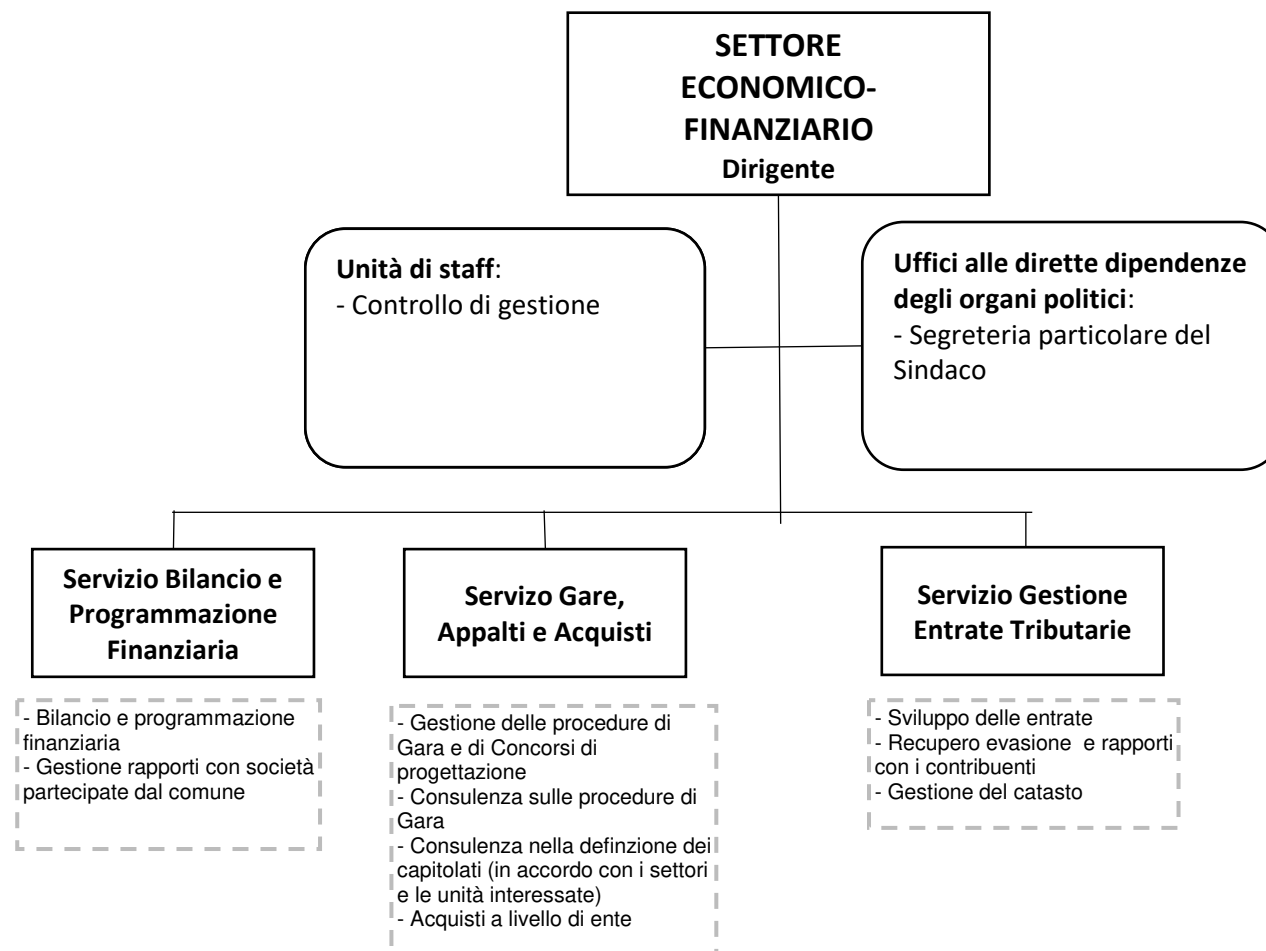 SETTORE
ECONOMICO-
FINANZIARIO
Dirigente
Unità di staff:
- Controllo di gestione
Uffici alle dirette dipendenze
degli organi politici:
- Segreteria particolare del
Sindaco
Servizio Bilancio e
Programmazione
Finanziaria
Servizo Gare,
Appalti e Acquisti
Servizio Gestione
Entrate Tributarie
- Bilancio e programmazione
finanziaria
- Gestione rapporti con società
partecipate dal comune
- Gestione delle procedure di
Gara e di Concorsi di
progettazione
- Consulenza sulle procedure di
Gara
- Consulenza nella definzione dei
capitolati (in accordo con i settori
e le unità interessate)
- Acquisti a livello di ente
- Sviluppo delle entrate
- Recupero evasione  e rapporti
con i contribuenti
- Gestione del catasto